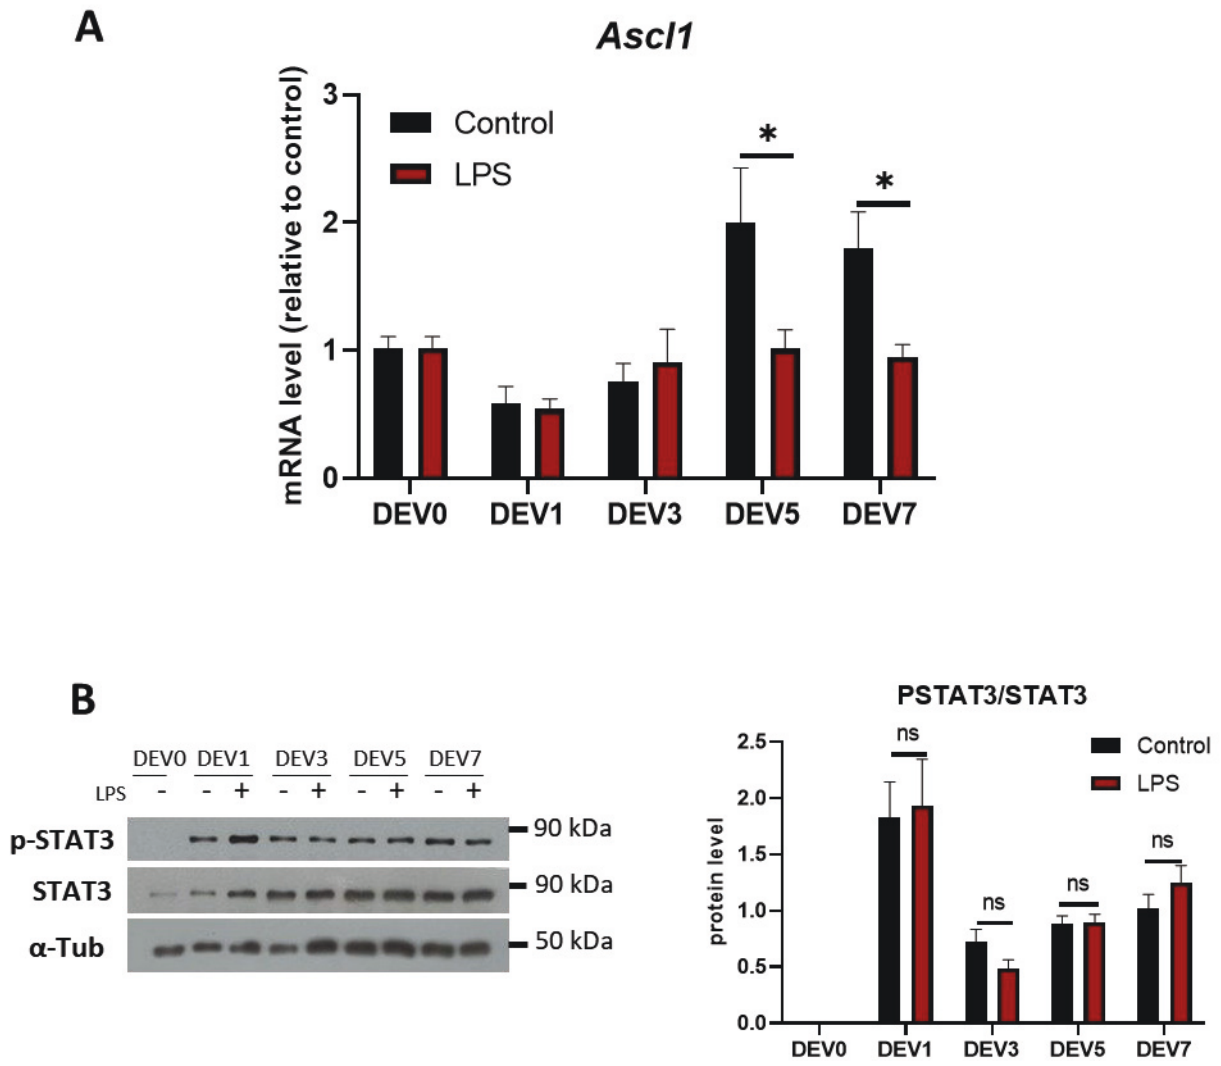 A
Ascl1
mRNA level (relative to control)
3
2
1
0
Control
LPS
*
*
DEV0 DEV1 DEV3 DEV5 DEV7
B
DEV0 DEV1 DEV3 DEV5 DEV7
LPS - - + - + - + - +
p-STAT3 90 kDa
STAT3 90 kDa
α-Tub 50 kDa
PSTAT3/STAT3
protein level
2.5
2.0
1.5
1.0
0.5
0.0
Control
LPS
ns
ns
ns
ns
DEV0 DEV1 DEV3 DEV5 DEV7